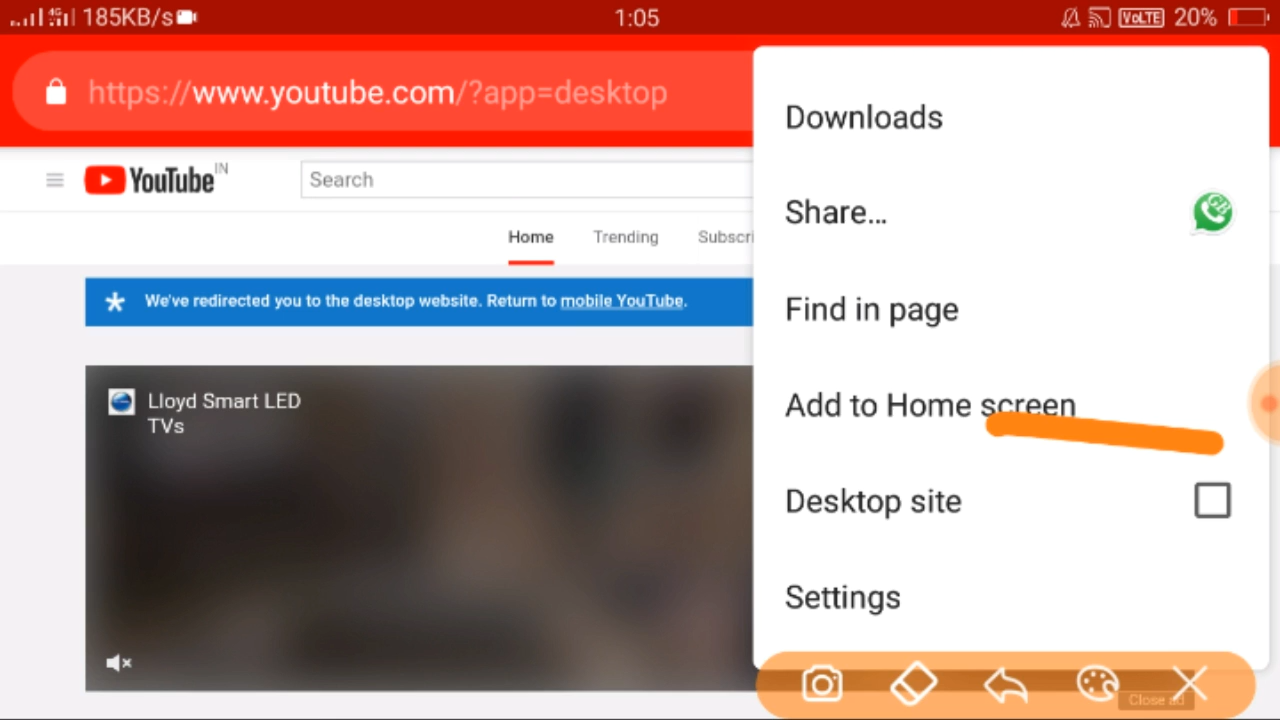 4G 185KB/s
1:05
VoLTE 20%
https://www.youtube.com/?app=desktop
YouTube IN
Search
Home Trending Subscri
We've redirected you to the desktop website. Return to mobile YouTube.
Lloyd Smart LED
TVs
Downloads
Share...
GB
Find in page
Add to Home screen
Desktop site
Settings
Close ad